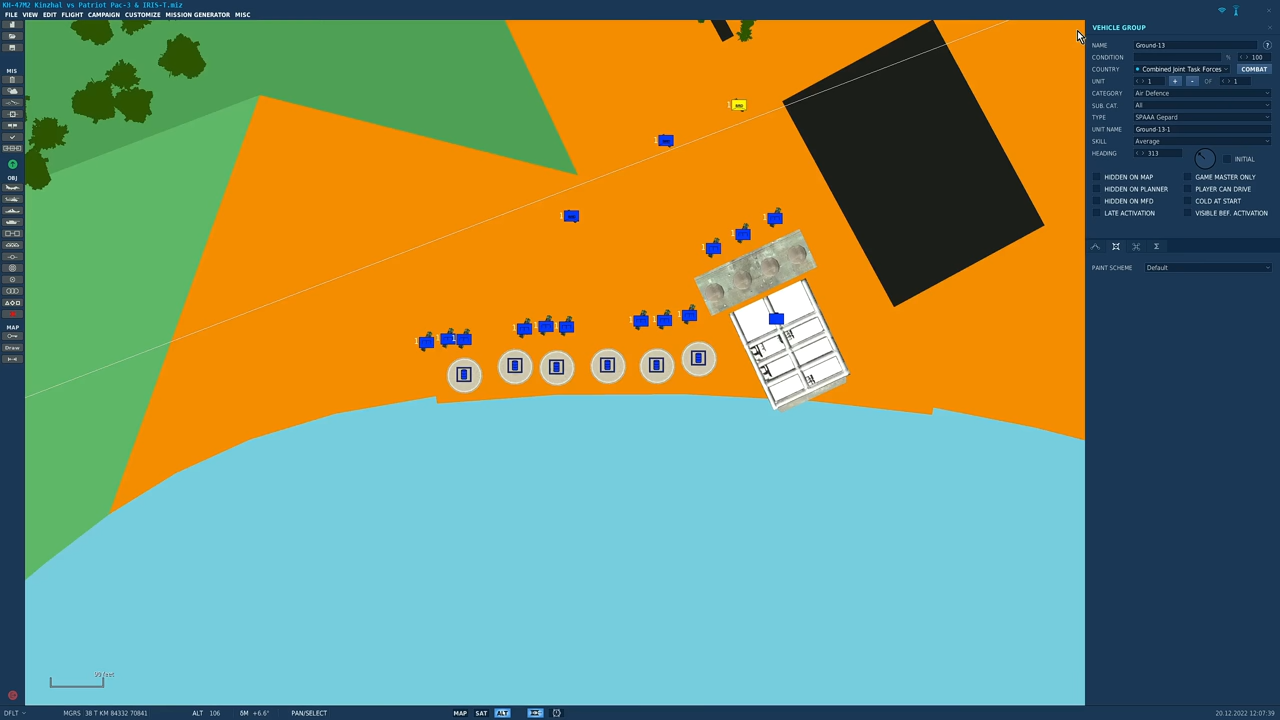 KH-47M2 Kinzhal vs Patriot Pac-3 & IRIS-T.miz
FILE VIEW EDIT FLIGHT CAMPAIGN MISSION GENERATOR MISC
VEHICLE GROUP
NAME Ground-13 ?
CONDITION % <> 100
COUNTRY Combined Joint Task Forces COMBAT
UNIT <> 1 + - OF <> 1
CATEGORY Air Defence
SUB. CAT. All
TYPE SPAAA Gepard
UNIT NAME Ground-13-1
SKILL Average
HEADING <> 313 INITIAL
HIDDEN ON MAP GAME MASTER ONLY
HIDDEN ON PLANNER PLAYER CAN DRIVE
HIDDEN ON MFD COLD AT START
LATE ACTIVATION VISIBLE BEF. ACTIVATION
PAINT SCHEME Default
MIS
OBJ
MAP
Draw
DFLT MGRS 38 T KM 84332 70841 ALT 106 δM +6.6° PAN/SELECT MAP SAT ALT 20.12.2022 12:07:39